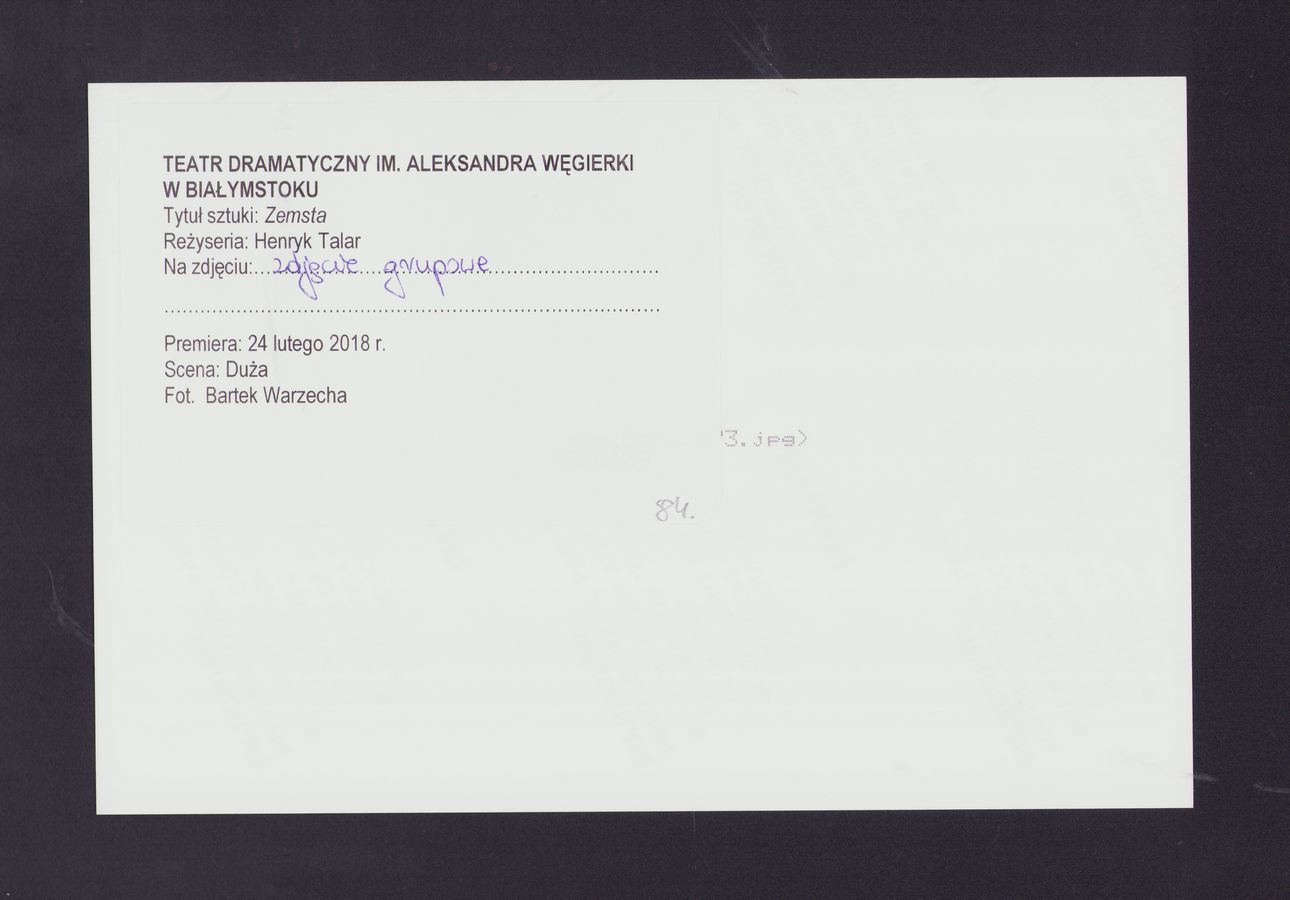 TEATR DRAMATYCZNY IM. ALEKSANDRA WĘGIERKI
W BIAŁYMSTOKU
Tytuł sztuki: Zemsta
Reżyseria: Henryk Talar
Na zdjęciu:...zdjęcie grupowe..............................
....................................................................................
Premiera: 24 lutego 2018 r.
Scena: Duża
Fot. Bartek Warzecha
3.jpg)
84.